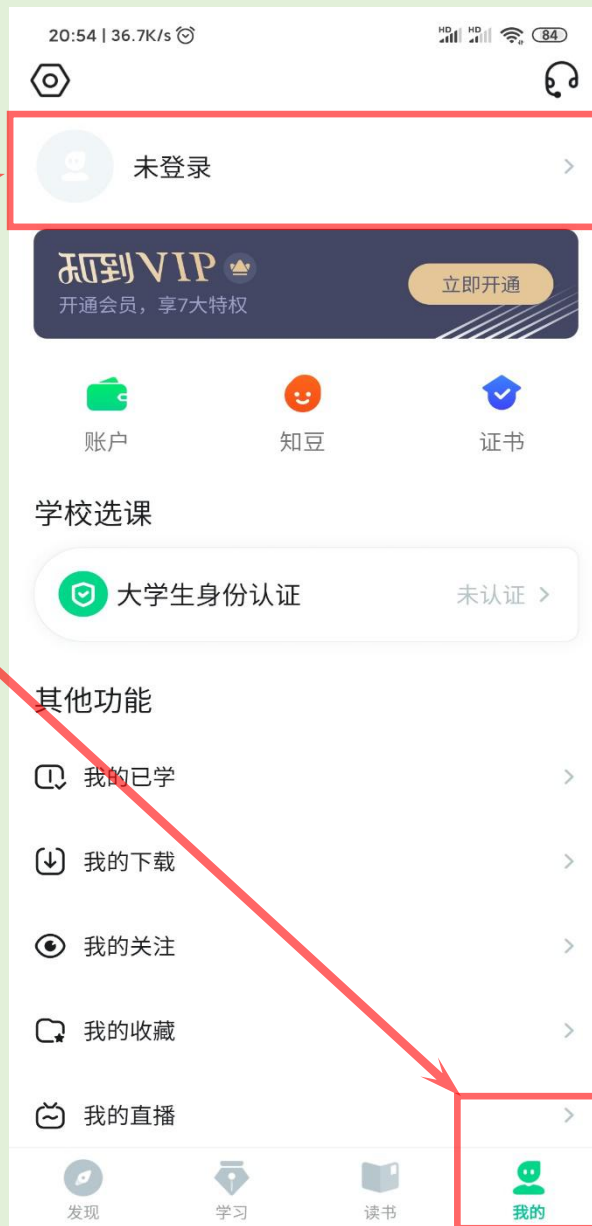 20:54 | 36.7K/s
HD HD 84
未登录
知到VIP
开通会员，享7大特权
立即开通
账户 知豆 证书
学校选课
大学生身份认证 未认证
其他功能
我的已学
我的下载
我的关注
我的收藏
我的直播
发现 学习 读书 我的